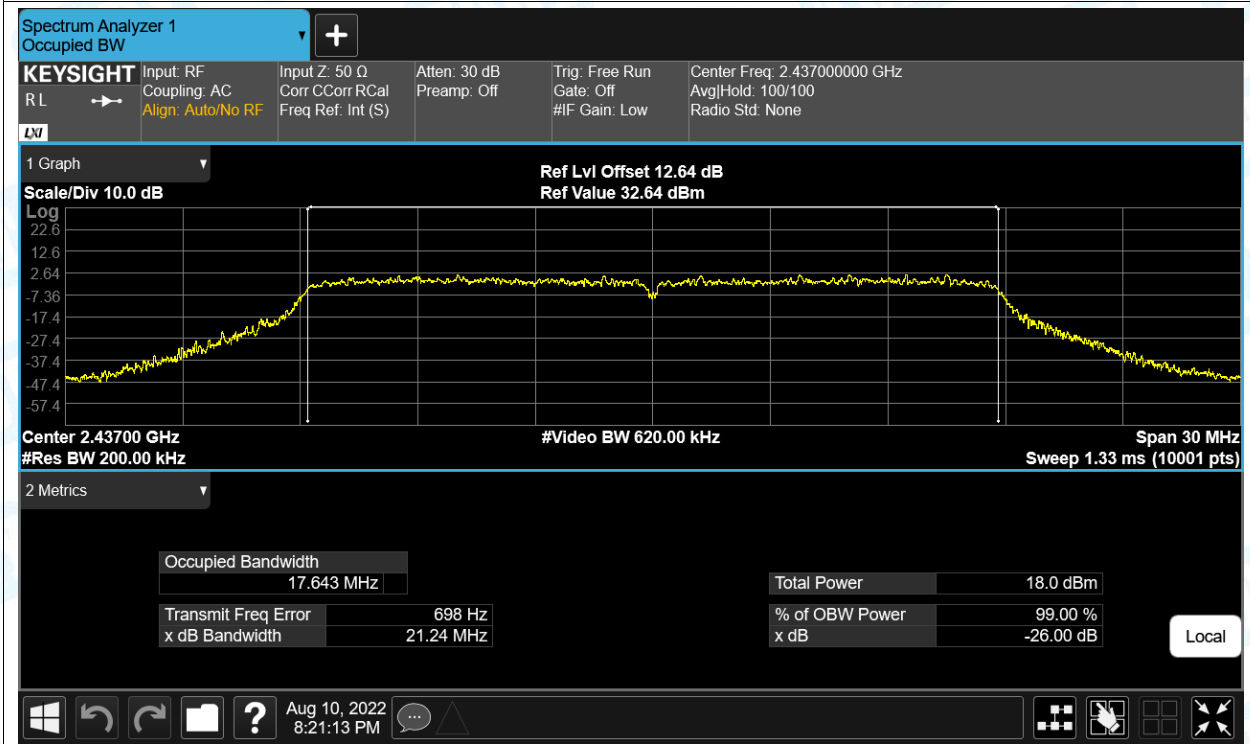 Spectrum Analyzer 1
Occupied BW
KEYSIGHT
R L
LXI
Input: RF
Coupling: AC
Align: Auto/No RF
Input Z: 50 Ω
Corr CCorr RCal
Freq Ref: Int (S)
Atten: 30 dB
Preamp: Off
Trig: Free Run
Gate: Off
#IF Gain: Low
Center Freq: 2.437000000 GHz
Avg|Hold: 100/100
Radio Std: None
1 Graph
Scale/Div 10.0 dB
Ref Lvl Offset 12.64 dB
Ref Value 32.64 dBm
Log
22.6
12.6
2.64
-7.36
-17.4
-27.4
-37.4
-47.4
-57.4
Center 2.43700 GHz
#Video BW 620.00 kHz
Span 30 MHz
#Res BW 200.00 kHz
Sweep 1.33 ms (10001 pts)
2 Metrics
Occupied Bandwidth
17.643 MHz
Total Power 18.0 dBm
Transmit Freq Error 698 Hz
% of OBW Power 99.00 %
x dB Bandwidth 21.24 MHz
x dB -26.00 dB
Local
?
Aug 10, 2022
8:21:13 PM